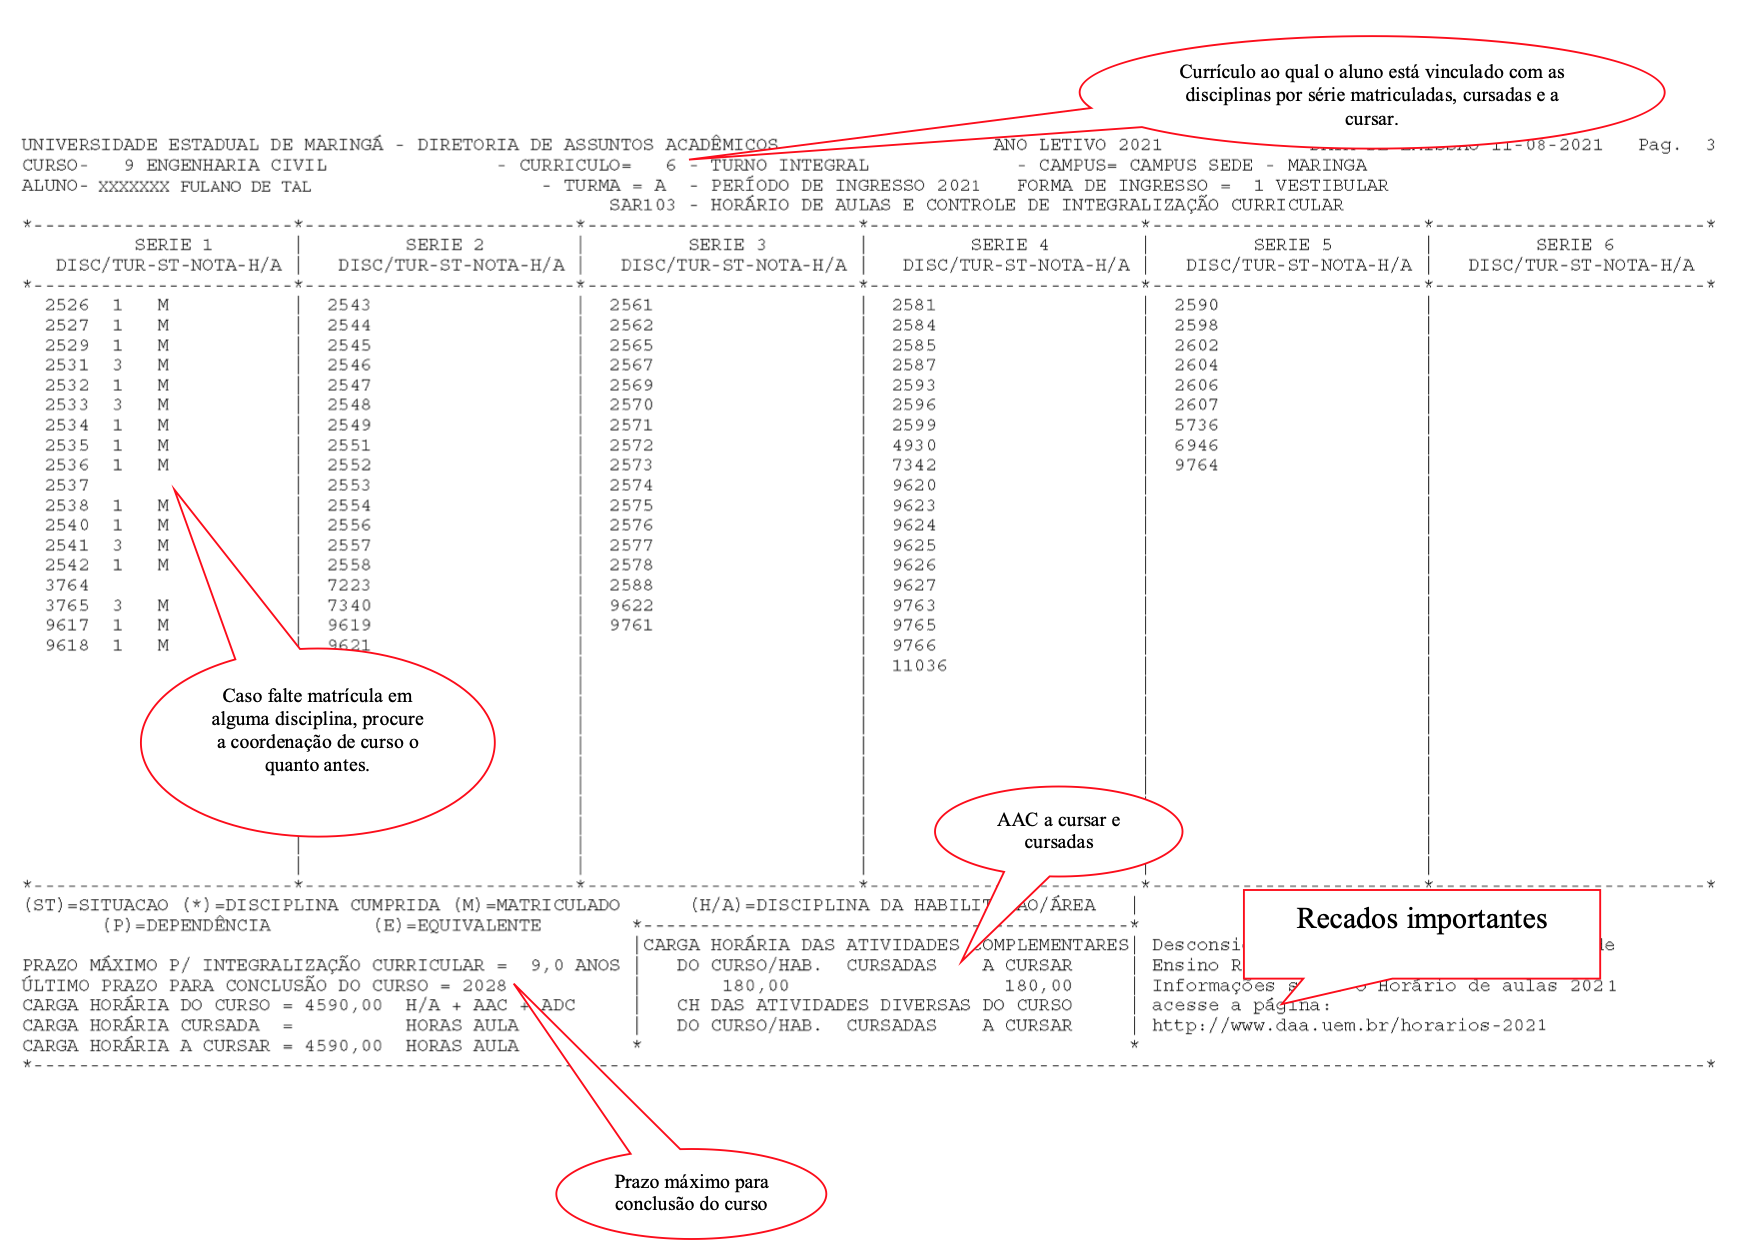 Currículo ao qual o aluno está vinculado com as
disciplinas por série matriculadas, cursadas e a
cursar.
UNIVERSIDADE ESTADUAL DE MARINGÁ - DIRETORIA DE ASSUNTOS ACADÊMICOS ANO LETIVO 2021 11-08-2021 Pag. 3
CURSO- 9 ENGENHARIA CIVIL - CURRICULO= 6 - TURNO INTEGRAL - CAMPUS= CAMPUS SEDE - MARINGA
ALUNO- XXXXXXX FULANO DE TAL - TURMA = A - PERÍODO DE INGRESSO 2021 FORMA DE INGRESSO = 1 VESTIBULAR
SAR103 - HORÁRIO DE AULAS E CONTROLE DE INTEGRALIZAÇÃO CURRICULAR
SERIE 1 | SERIE 2 | SERIE 3 | SERIE 4 | SERIE 5 | SERIE 6
DISC/TUR-ST-NOTA-H/A | DISC/TUR-ST-NOTA-H/A | DISC/TUR-ST-NOTA-H/A | DISC/TUR-ST-NOTA-H/A | DISC/TUR-ST-NOTA-H/A | DISC/TUR-ST-NOTA-H/A
2526 1 M | 2543 | 2561 | 2581 | 2590 |
2527 1 M | 2544 | 2562 | 2584 | 2598 |
2529 1 M | 2545 | 2565 | 2585 | 2602 |
2531 3 M | 2546 | 2567 | 2587 | 2604 |
2532 1 M | 2547 | 2569 | 2593 | 2606 |
2533 3 M | 2548 | 2570 | 2596 | 2607 |
2534 1 M | 2549 | 2571 | 2599 | 5736 |
2535 1 M | 2551 | 2572 | 4930 | 6946 |
2536 1 M | 2552 | 2573 | 7342 | 9764 |
2537 | 2553 | 2574 | 9620 | |
2538 1 M | 2554 | 2575 | 9623 | |
2540 1 M | 2556 | 2576 | 9624 | |
2541 3 M | 2557 | 2577 | 9625 | |
2542 1 M | 2558 | 2578 | 9626 | |
3764 | 7223 | 2588 | 9627 | |
3765 3 M | 7340 | 9622 | 9763 | |
9617 1 M | 9619 | 9761 | 9765 | |
9618 1 M | 9621 | | 9766 | |
11036
Caso falte matrícula em
alguma disciplina, procure
a coordenação de curso o
quanto antes.
AAC a cursar e
cursadas
(ST)=SITUACAO (*)=DISCIPLINA CUMPRIDA (M)=MATRICULADO (H/A)=DISCIPLINA DA
(P)=DEPENDÊNCIA (E)=EQUIVALENTE
PRAZO MÁXIMO P/ INTEGRALIZAÇÃO CURRICULAR = 9,0 ANOS
ÚLTIMO PRAZO PARA CONCLUSÃO DO CURSO = 2028
CARGA HORÁRIA DO CURSO = 4590,00 H/A + AAC + ADC
CARGA HORÁRIA CURSADA = HORAS AULA
CARGA HORÁRIA A CURSAR = 4590,00 HORAS AULA
CARGA HORÁRIA DAS ATIVIDADES COMPLEMENTARES
DO CURSO/HAB. CURSADAS A CURSAR
180,00 180,00
CH DAS ATIVIDADES DIVERSAS DO CURSO
DO CURSO/HAB. CURSADAS A CURSAR
Recados importantes
Ensino
Informações Horário de aulas 2021
acesse a página:
http://www.daa.uem.br/horarios-2021
Prazo máximo para
conclusão do curso